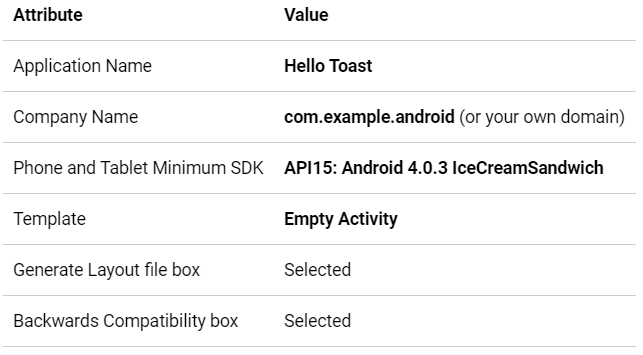 Attribute Value
Application Name Hello Toast
Company Name com.example.android (or your own domain)
Phone and Tablet Minimum SDK API15: Android 4.0.3 IceCreamSandwich
Template Empty Activity
Generate Layout file box Selected
Backwards Compatibility box Selected